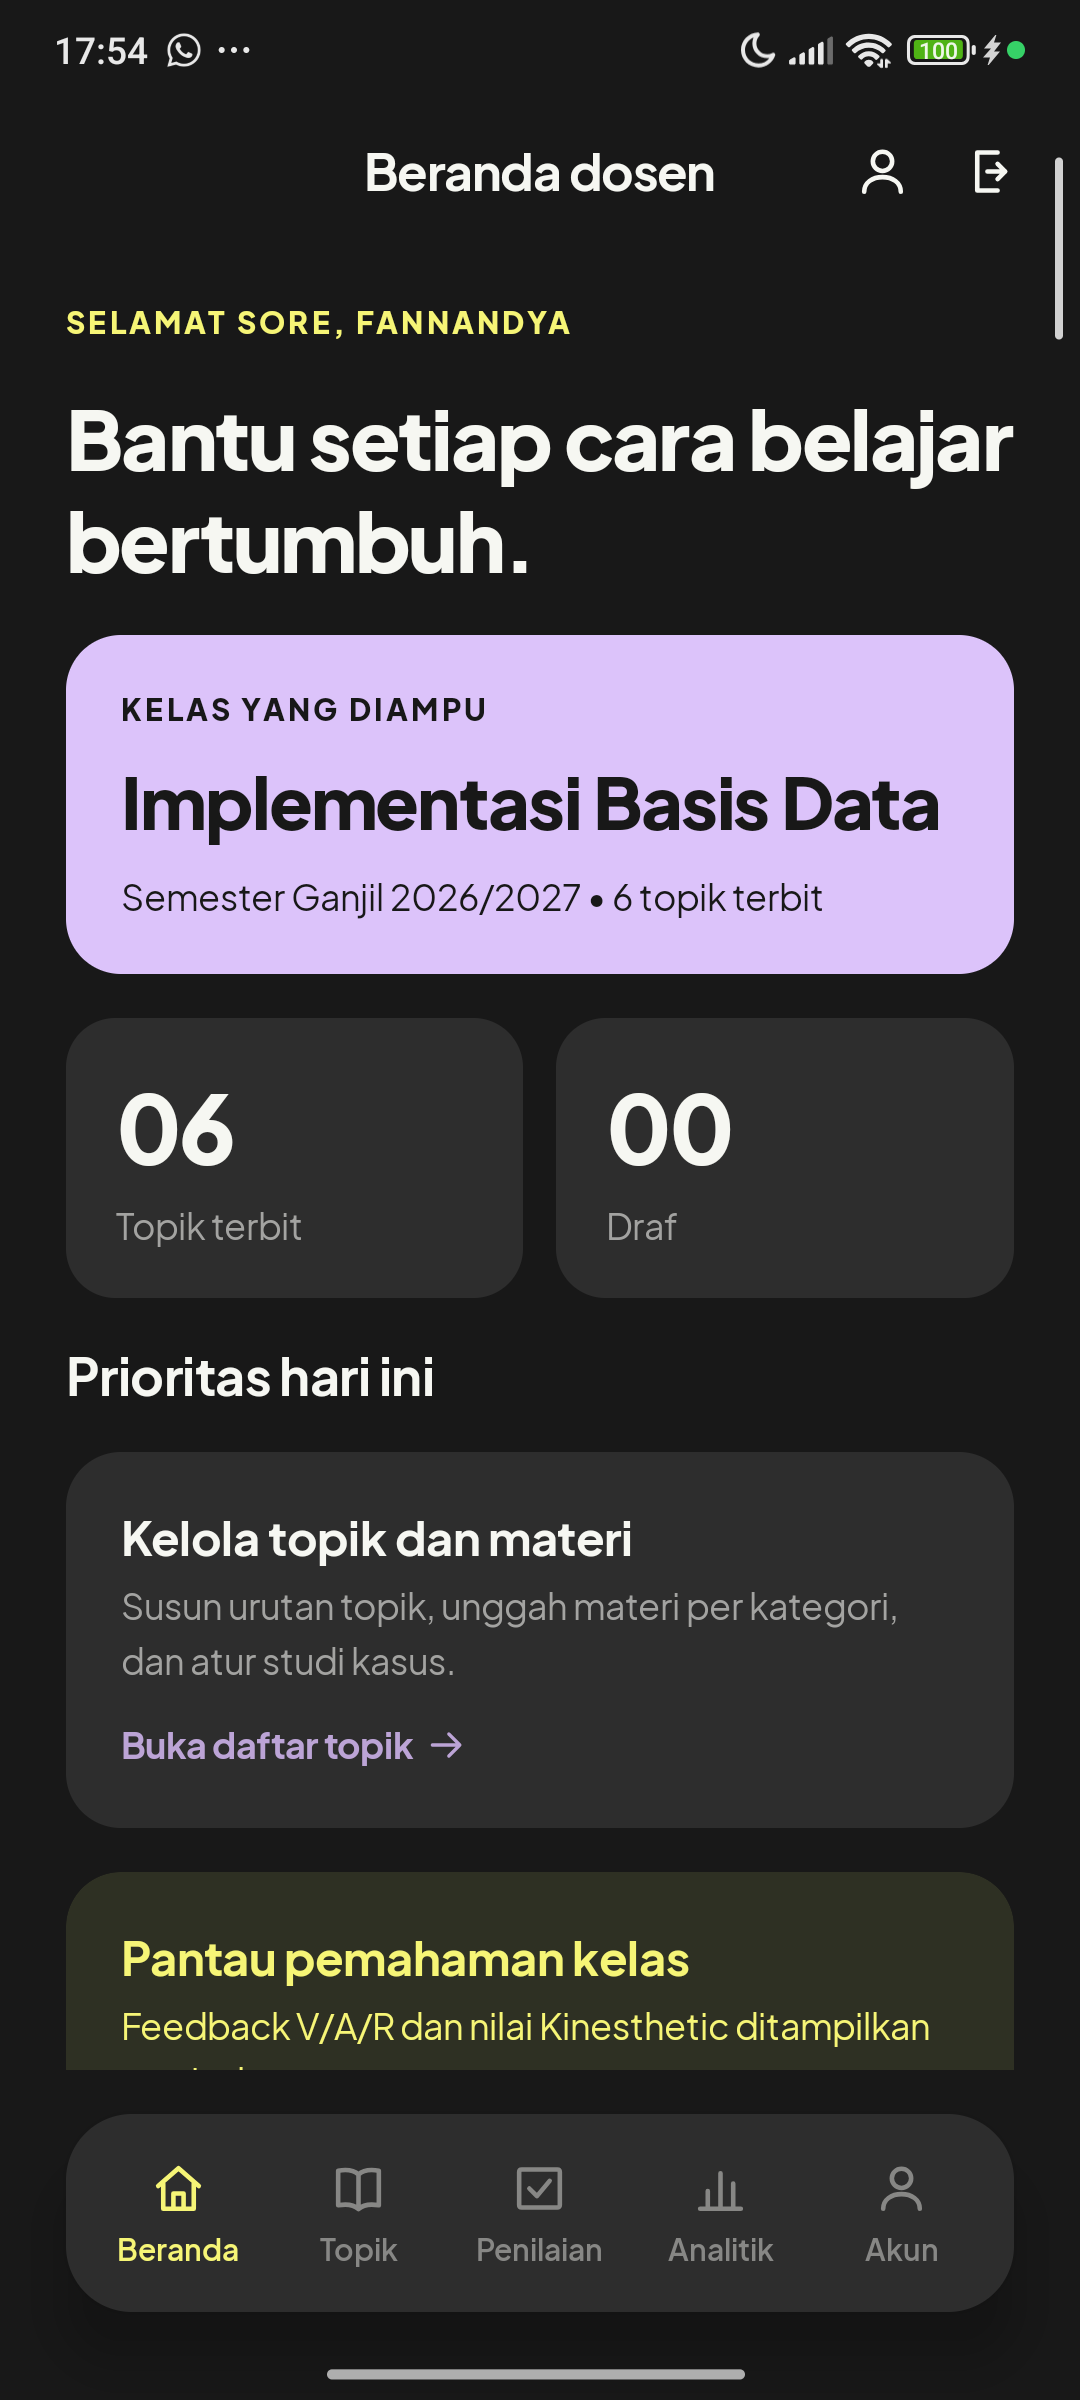 17:54
100
Beranda dosen
SELAMAT SORE, FANNANDYA
Bantu setiap cara belajar
bertumbuh.
KELAS YANG DIAMPU
Implementasi Basis Data
Semester Ganjil 2026/2027 • 6 topik terbit
06
00
Topik terbit
Draf
Prioritas hari ini
Kelola topik dan materi
Susun urutan topik, unggah materi per kategori,
dan atur studi kasus.
Buka daftar topik →
Pantau pemahaman kelas
Feedback V/A/R dan nilai Kinesthetic ditampilkan
Beranda
Topik
Penilaian
Analitik
Akun